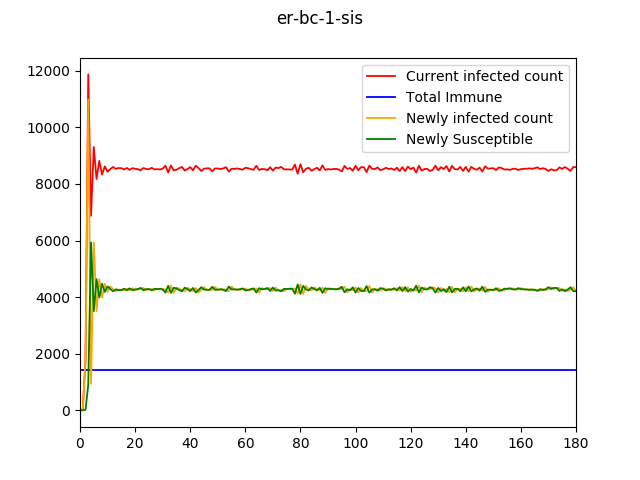 er-bc-1-sis
12000
10000
8000
6000
4000
2000
0
Current infected count
Total Immune
Newly infected count
Newly Susceptible
0 20 40 60 80 100 120 140 160 180